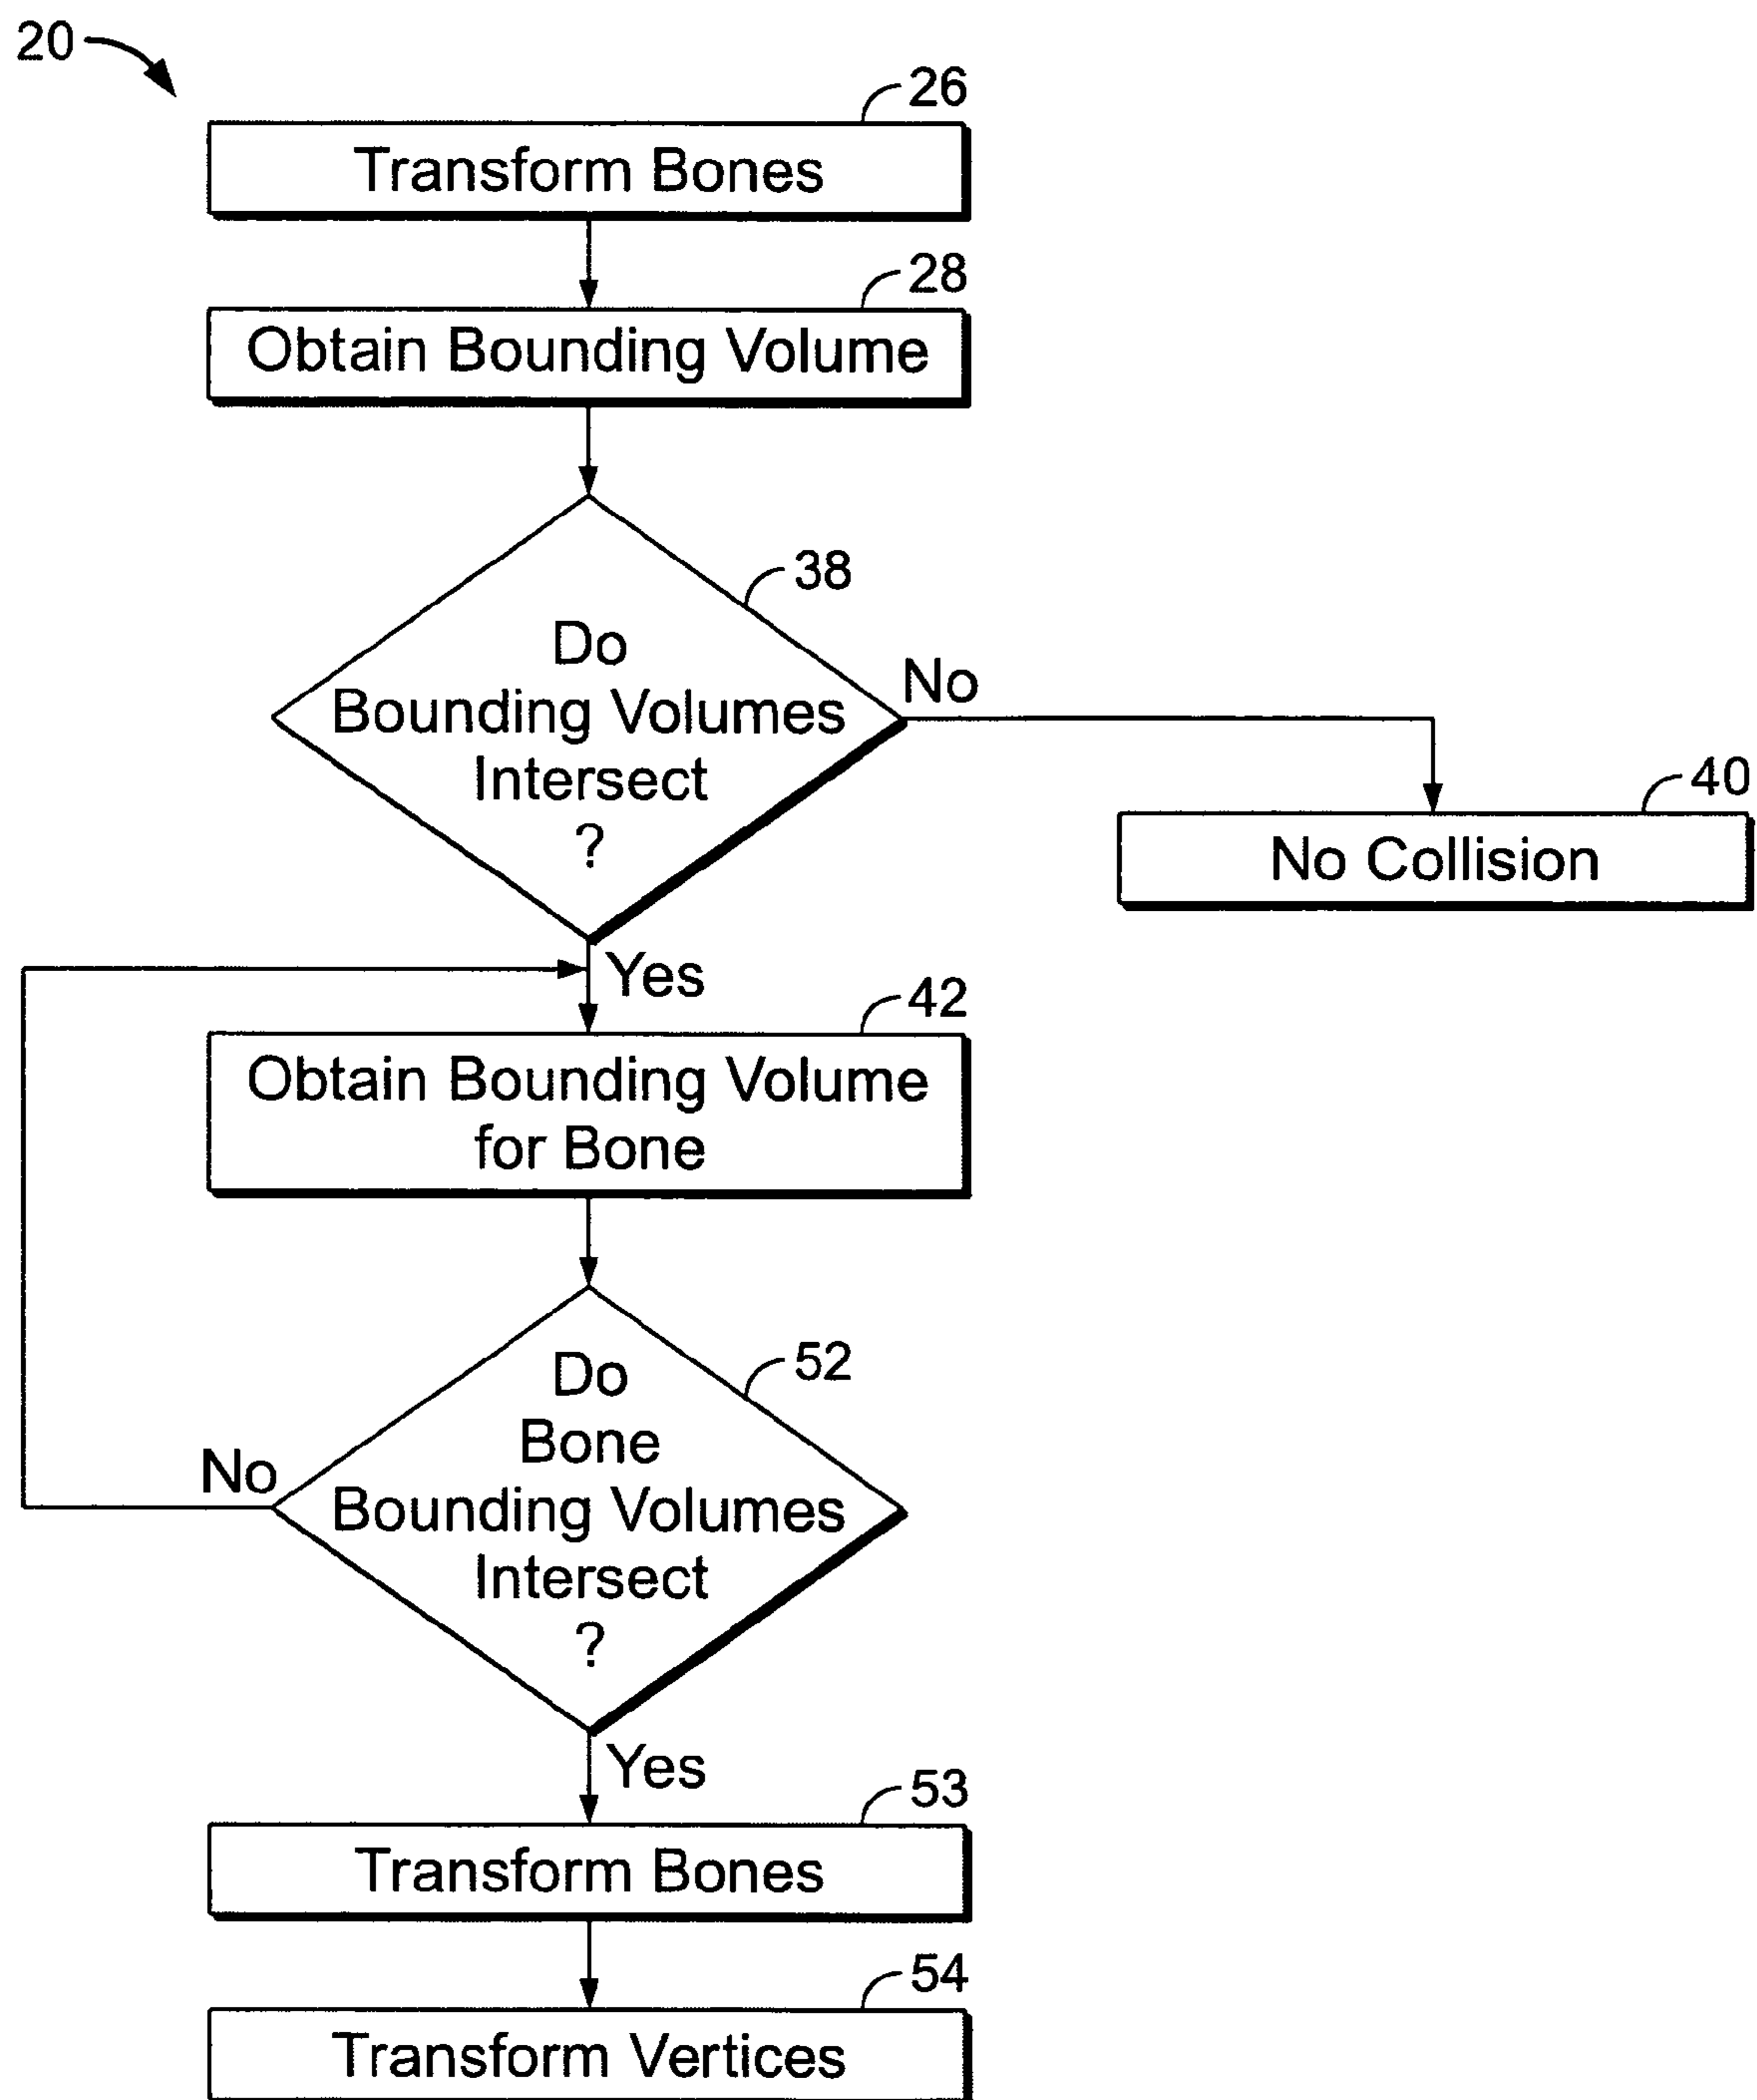 20
26
Transform Bones
28
Obtain Bounding Volume
38
Do
Bounding Volumes
Intersect
?
No
40
No Collision
Yes
42
Obtain Bounding Volume
for Bone
52
Do
Bone
Bounding Volumes
Intersect
?
No
Yes
53
Transform Bones
54
Transform Vertices